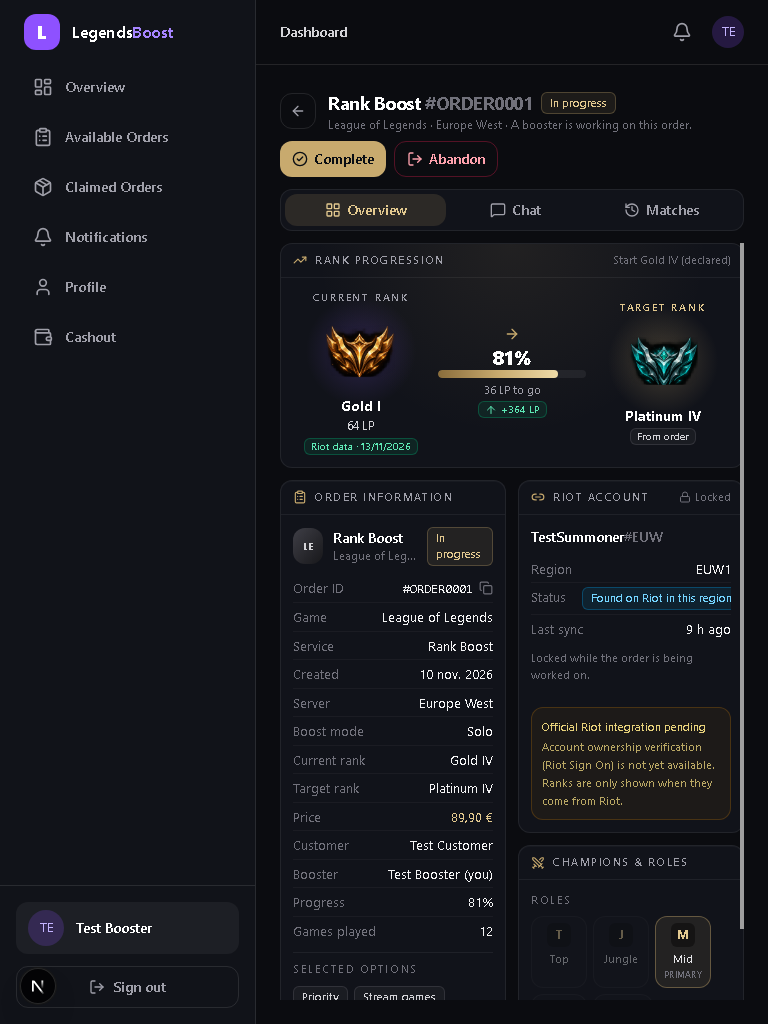 L LegendsBoost
Overview
Available Orders
Claimed Orders
Notifications
Profile
Cashout
TE Test Booster
N Sign out
Dashboard
TE
Rank Boost #ORDER0001 In progress
League of Legends · Europe West · A booster is working on this order.
Complete Abandon
Overview Chat Matches
RANK PROGRESSION Start Gold IV (declared)
CURRENT RANK
Gold I
64 LP
Riot data · 13/11/2026
81%
36 LP to go
+364 LP
TARGET RANK
Platinum IV
From order
ORDER INFORMATION
LE Rank Boost
League of Leg...
In
progress
Order ID #ORDER0001
Game League of Legends
Service Rank Boost
Created 10 nov. 2026
Server Europe West
Boost mode Solo
Current rank Gold IV
Target rank Platinum IV
Price 89,90 €
Customer Test Customer
Booster Test Booster (you)
Progress 81%
Games played 12
SELECTED OPTIONS
Priority Stream games
RIOT ACCOUNT Locked
TestSummoner#EUW
Region EUW1
Status Found on Riot in this region
Last sync 9 h ago
Locked while the order is being
worked on.
Official Riot integration pending
Account ownership verification
(Riot Sign On) is not yet available.
Ranks are only shown when they
come from Riot.
CHAMPIONS & ROLES
ROLES
T J M
Top Jungle Mid
PRIMARY